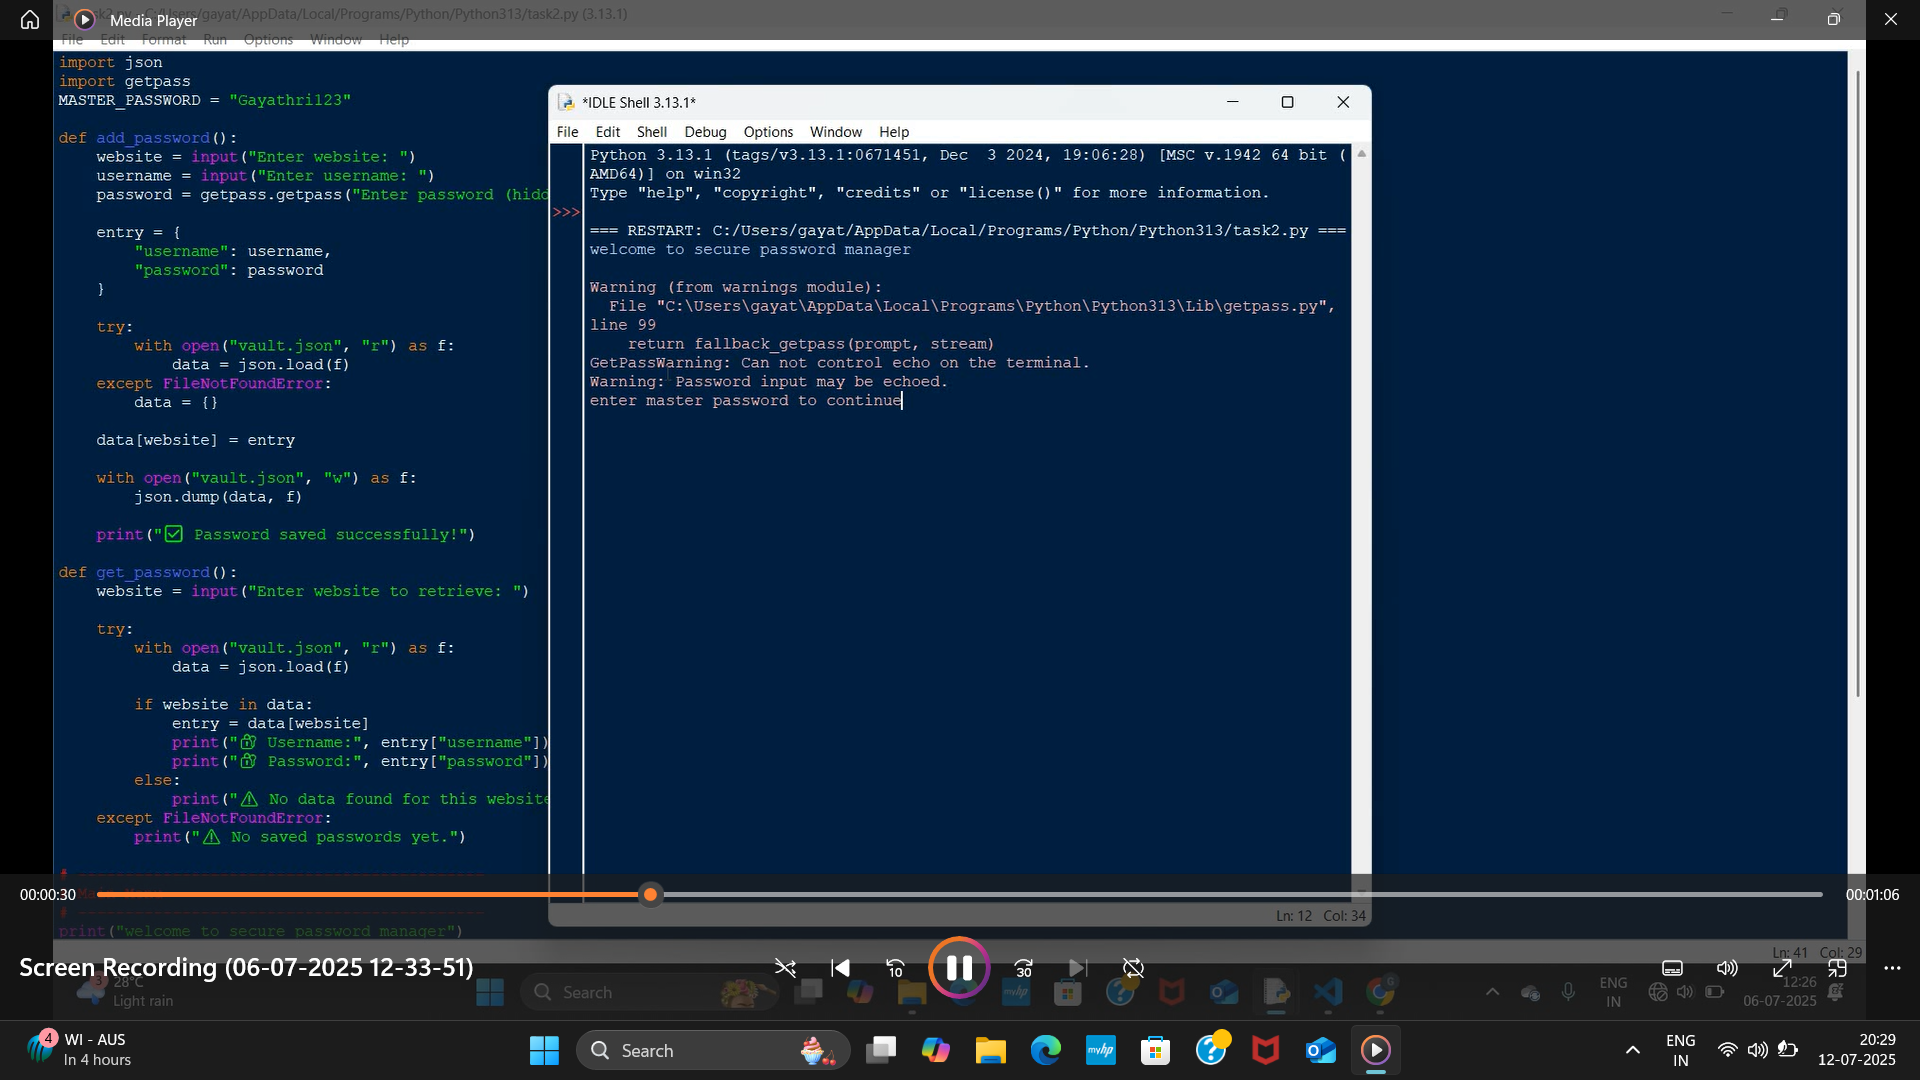 Media Player
task2.py - C:/Users/gayat/AppData/Local/Programs/Python/Python313/task2.py (3.13.1)
File Edit Format Run Options Window Help
import json
import getpass
MASTER_PASSWORD = "Gayathri123"
def add_password():
website = input("Enter website: ")
username = input("Enter username: ")
password = getpass.getpass("Enter password (hidd
entry = {
"username": username,
"password": password
}
try:
with open("vault.json", "r") as f:
data = json.load(f)
except FileNotFoundError:
data = {}
data[website] = entry
with open("vault.json", "w") as f:
json.dump(data, f)
print("✅ Password saved successfully!")
def get_password():
website = input("Enter website to retrieve: ")
try:
with open("vault.json", "r") as f:
data = json.load(f)
if website in data:
entry = data[website]
print("🔐 Username:", entry["username"])
print("🔐 Password:", entry["password"])
else:
print("⚠ No data found for this website
except FileNotFoundError:
print("⚠ No saved passwords yet.")
print("welcome to secure password manager")
Ln: 41 Col: 29
*IDLE Shell 3.13.1*
File Edit Shell Debug Options Window Help
Python 3.13.1 (tags/v3.13.1:0671451, Dec 3 2024, 19:06:28) [MSC v.1942 64 bit (
AMD64)] on win32
Type "help", "copyright", "credits" or "license()" for more information.
>>>
=== RESTART: C:/Users/gayat/AppData/Local/Programs/Python/Python313/task2.py ===
welcome to secure password manager
Warning (from warnings module):
File "C:\Users\gayat\AppData\Local\Programs\Python\Python313\Lib\getpass.py",
line 99
return fallback_getpass(prompt, stream)
GetPassWarning: Can not control echo on the terminal.
Warning: Password input may be echoed.
enter master password to continue
Ln: 12 Col: 34
00:00:30
00:01:06
Screen Recording (06-07-2025 12-33-51)
10
30
3
28°C
Light rain
Search
myhp
ENG
IN
12:26
06-07-2025
4
WI - AUS
In 4 hours
Search
myhp
ENG
IN
20:29
12-07-2025